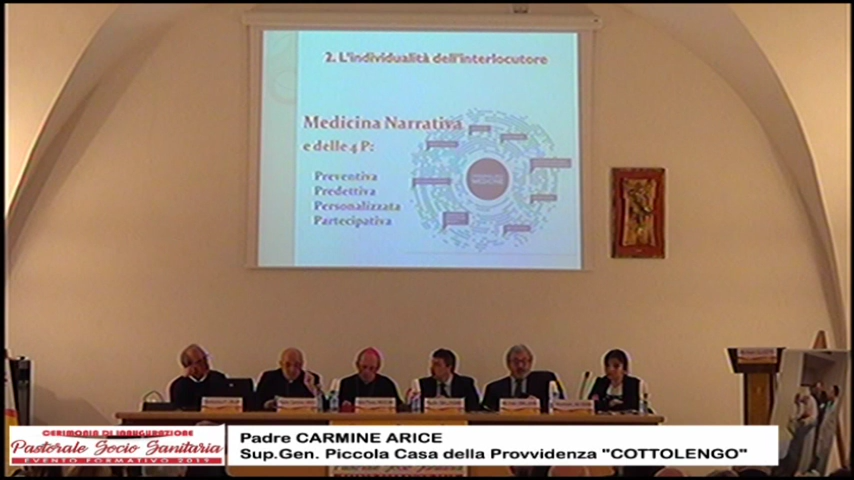 2. L'individualità dell'interlocutore
Medicina Narrativa
e delle 4 P:
Preventiva
Predettiva
Personalizzata
Partecipativa
MEDICINE
CERIMONIA DI INAUGURAZIONE
Pastorale Socio Sanitaria
EVENTO FORMATIVO 2019
Padre CARMINE ARICE
Sup.Gen. Piccola Casa della Provvidenza "COTTOLENGO"